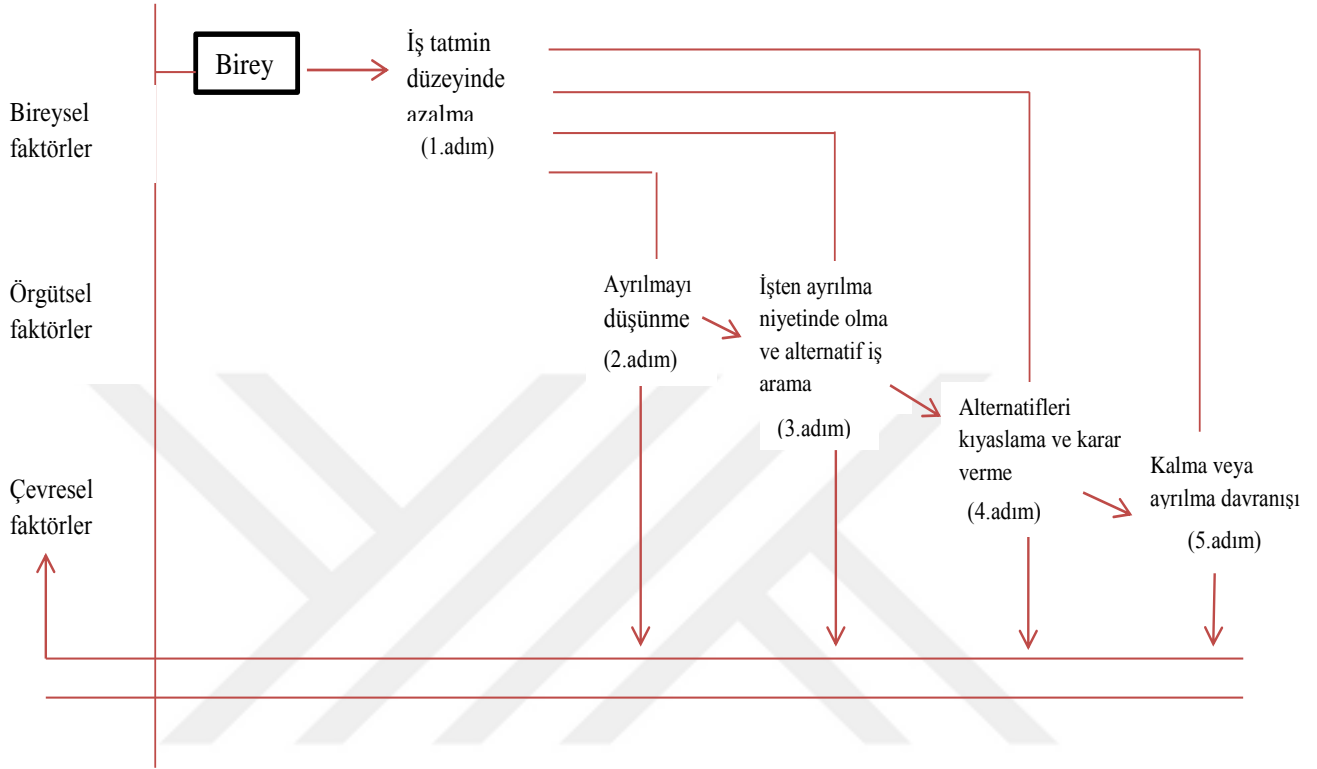 Birey
İş tatmin
düzeyinde
azalma
(1.adım)
Bireysel
faktörler
Örgütsel
faktörler
Çevresel
faktörler
Ayrılmayı
düşünme
(2.adım)
İşten ayrılma
niyetinde olma
ve alternatif iş
arama
(3.adım)
Alternatifleri
kıyaslama ve karar
verme
(4.adım)
Kalma veya
ayrılma davranışı
(5.adım)